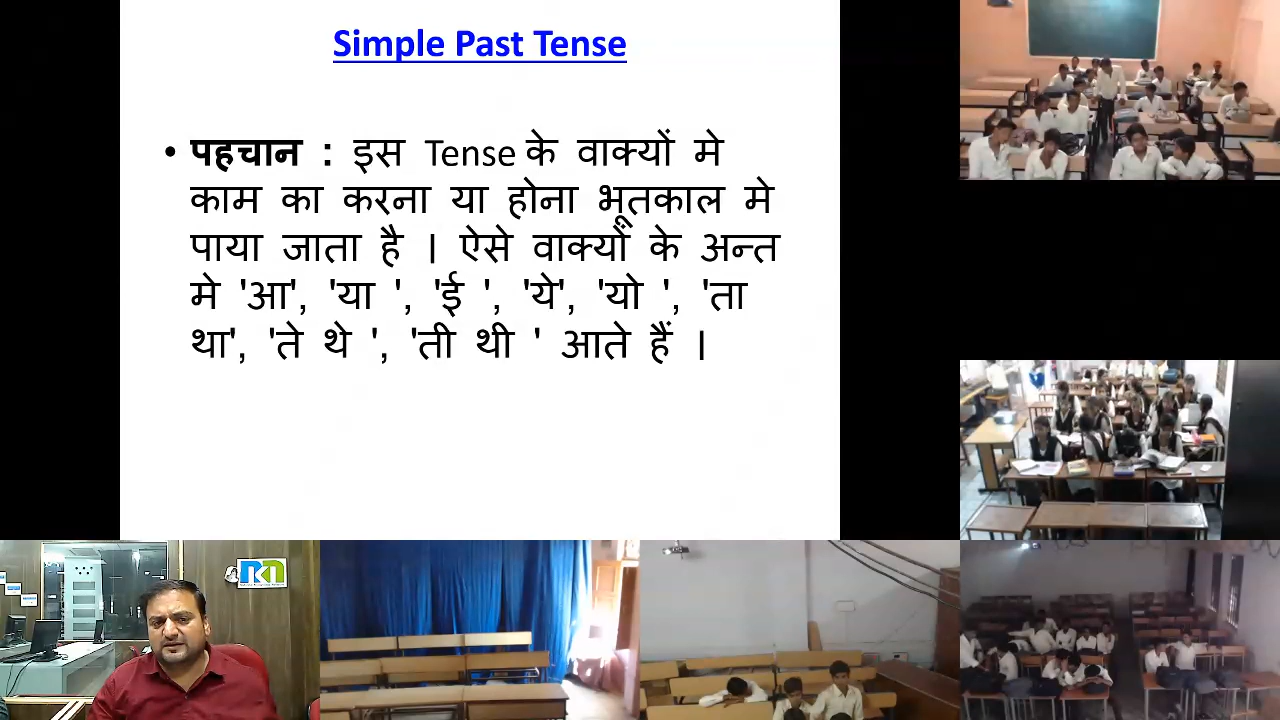 Simple Past Tense
• पहचान : इस Tense के वाक्यों मे
काम का करना या होना भूतकाल मे
पाया जाता है । ऐसे वाक्यों के अन्त
मे 'आ', 'या ', 'ई ', 'ये', 'यो ', 'ता
था', 'ते थे ', 'ती थी ' आते हैं ।